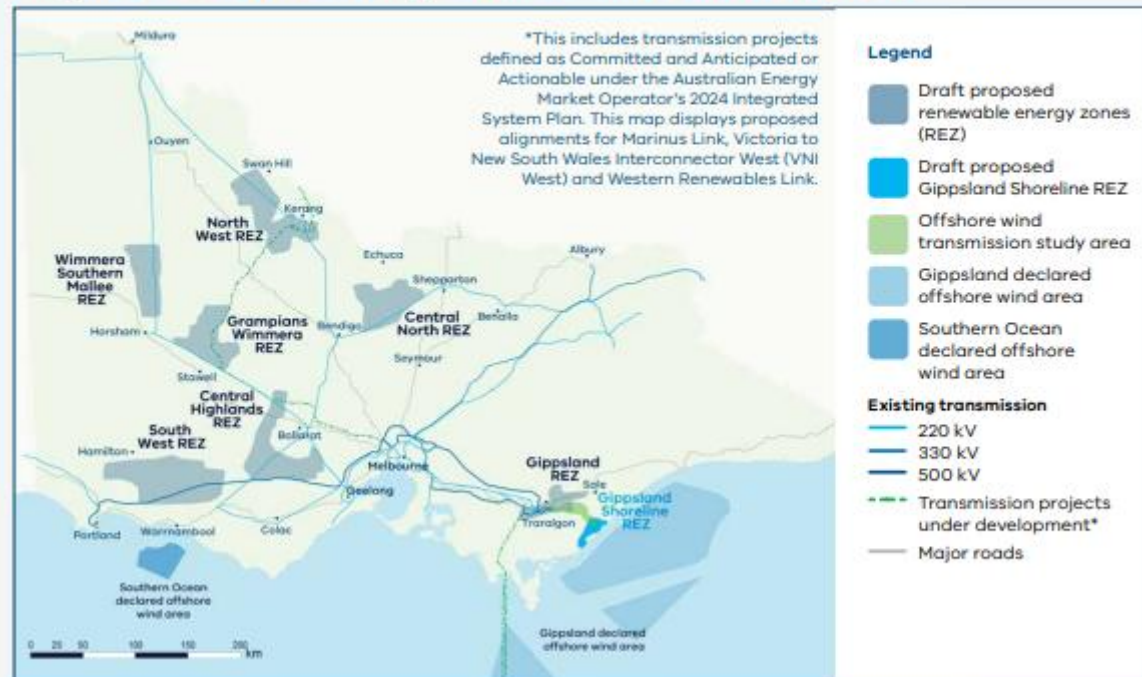 *This includes transmission projects
defined as Committed and Anticipated or
Actionable under the Australian Energy
Market Operator's 2024 Integrated
System Plan. This map displays proposed
alignments for Marinus Link, Victoria to
New South Wales Interconnector West (VNI
West) and Western Renewables Link.
Mildura
Ouyen
Swan Hill
Kerang
North
West REZ
Wimmera
Southern
Mallee
REZ
Echuca
Albury
Shepparton
Horsham
Grampians
Wimmera
REZ
Bendigo
Central
North REZ
Benalla
Stawell
Seymour
Central
Highlands
REZ
South
West REZ
Hamilton
Ballarat
Melbourne
Geelong
Gippsland
REZ
Sale
Gippsland
Shoreline
REZ
Traralgon
Portland
Warrnambool
Colac
Southern Ocean
declared offshore
wind area
Gippsland declared
offshore wind area
0 25 50 100 150 200
km
Legend
Draft proposed
renewable energy zones
(REZ)
Draft proposed
Gippsland Shoreline REZ
Offshore wind
transmission study area
Gippsland declared
offshore wind area
Southern Ocean
declared offshore
wind area
Existing transmission
220 kV
330 kV
500 kV
Transmission projects
under development*
Major roads